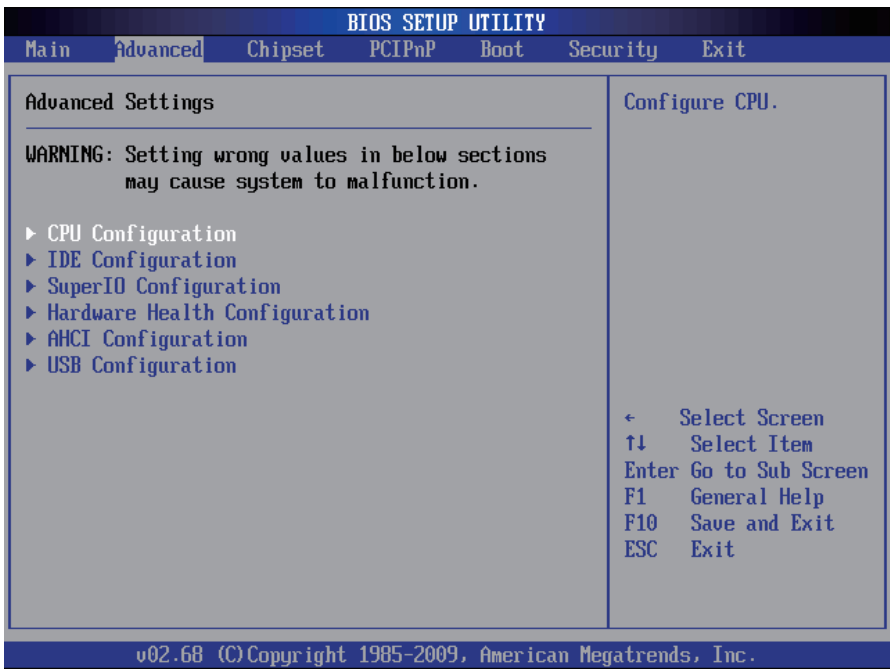 BIOS SETUP UTILITY
Main Advanced Chipset PCIPnP Boot Security Exit
Advanced Settings
WARNING: Setting wrong values in below sections
may cause system to malfunction.
▶ CPU Configuration
▶ IDE Configuration
▶ SuperIO Configuration
▶ Hardware Health Configuration
▶ AHCI Configuration
▶ USB Configuration
Configure CPU.
← Select Screen
↑↓ Select Item
Enter Go to Sub Screen
F1 General Help
F10 Save and Exit
ESC Exit
v02.68 (C)Copyright 1985-2009, American Megatrends, Inc.